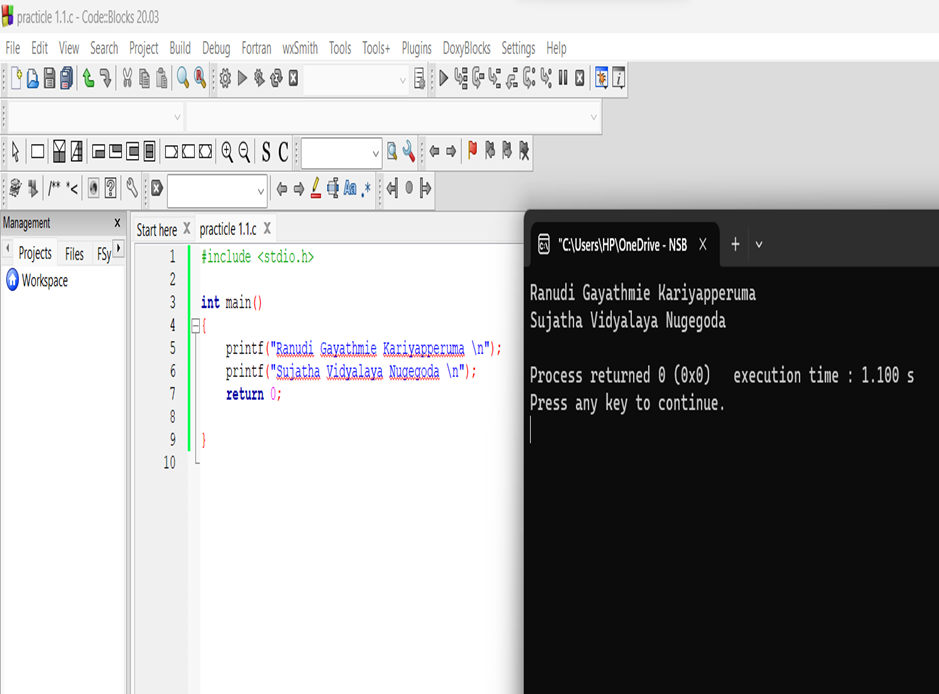 practicle 1.1.c - Code::Blocks 20.03
File Edit View Search Project Build Debug Fortran wxSmith Tools Tools+ Plugins DoxyBlocks Settings Help
S C
/** *<
Aa .*
Management x
Projects Files FSy
Workspace
Start here X practicle 1.1.c X
1 #include <stdio.h>
2
3 int main()
4 {
5 printf("Ranudi Gayathmie Kariyapperuma \n");
6 printf("Sujatha Vidyalaya Nugegoda \n");
7 return 0;
8
9 }
10
"C:\Users\HP\OneDrive - NSB X + 
Ranudi Gayathmie Kariyapperuma
Sujatha Vidyalaya Nugegoda
Process returned 0 (0x0) execution time : 1.100 s
Press any key to continue.